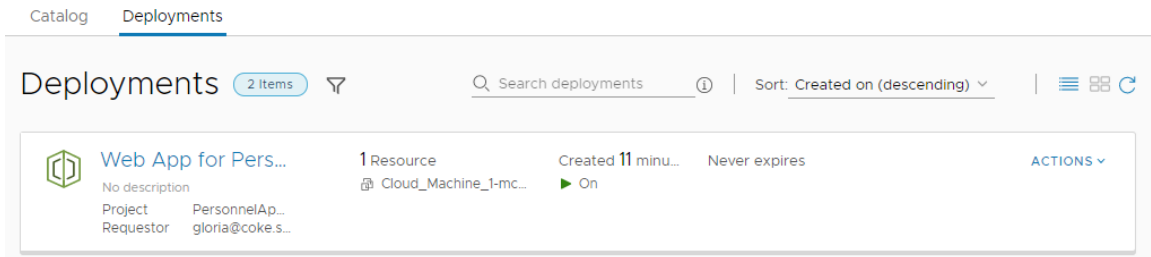 Catalog Deployments
Deployments 2 Items Search deployments Sort: Created on (descending)
Web App for Pers... 1 Resource Created 11 minu... Never expires ACTIONS
No description Cloud_Machine_1-mc... On
Project PersonnelAp...
Requestor gloria@coke.s...